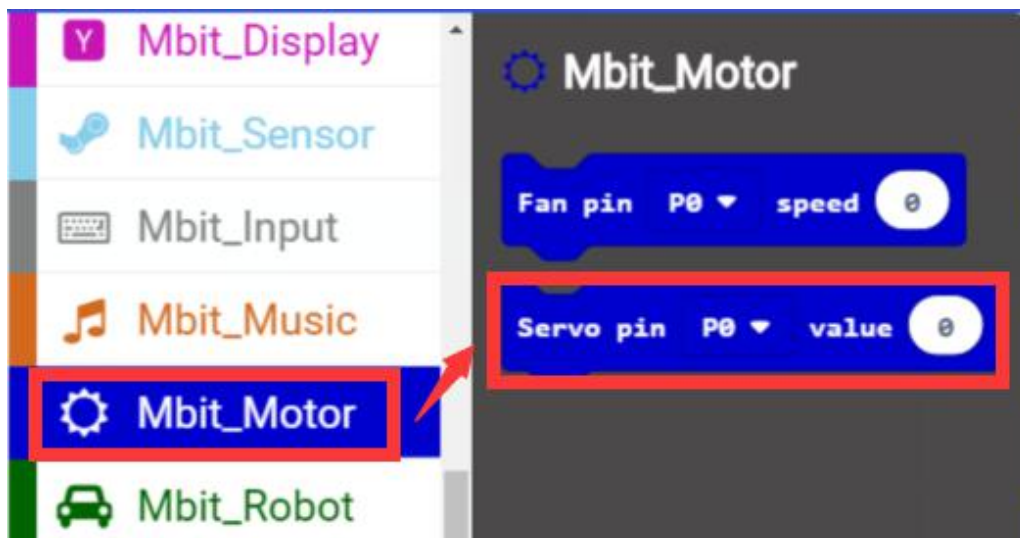 Y Mbit_Display
Mbit_Sensor
Mbit_Input
Mbit_Music
Mbit_Motor
Mbit_Robot
Mbit_Motor
Fan pin P0 speed 0
Servo pin P0 value 0